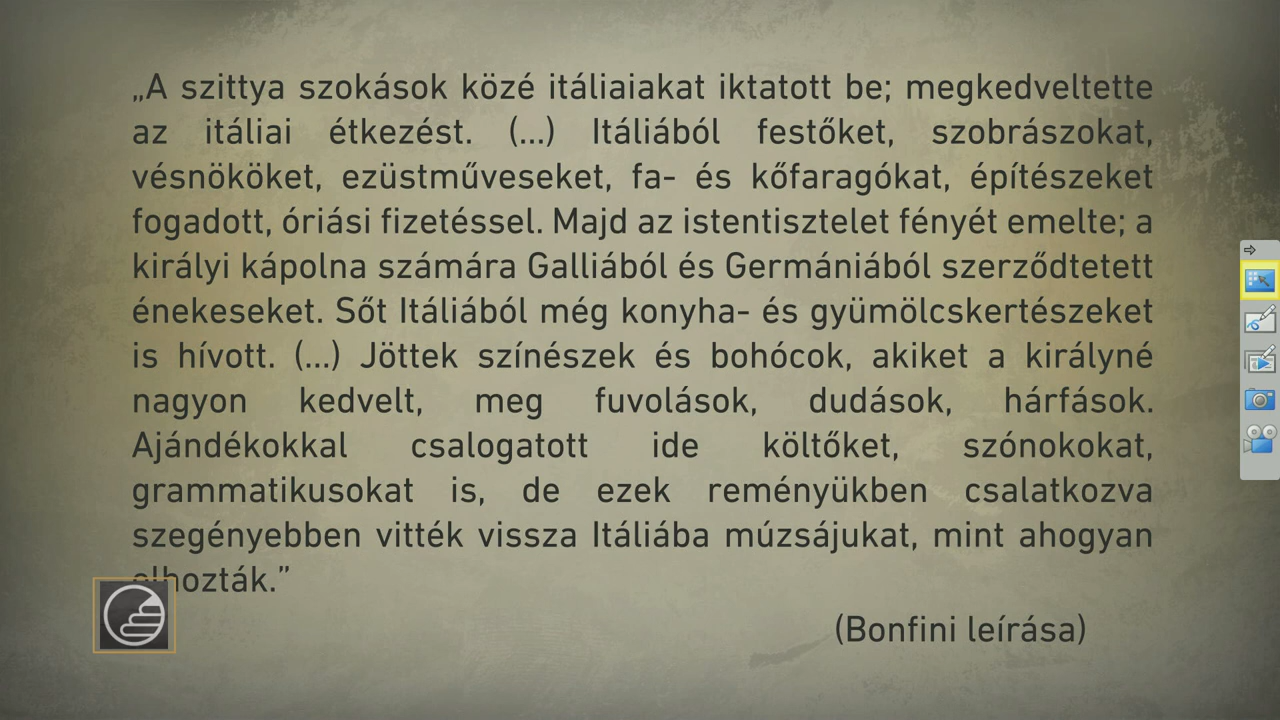 „A szittya szokások közé itáliaiakat iktatott be; megkedveltette
az itáliai étkezést. (...) Itáliából festőket, szobrászokat,
vésnököket, ezüstműveseket, fa- és kőfaragókat, építészeket
fogadott, óriási fizetéssel. Majd az istentisztelet fényét emelte; a
királyi kápolna számára Galliából és Germániából szerződtetett
énekeseket. Sőt Itáliából még konyha- és gyümölcskertészeket
is hívott. (...) Jöttek színészek és bohócok, akiket a királyné
nagyon kedvelt, meg fuvolások, dudások, hárfások.
Ajándékokkal csalogatott ide költőket, szónokokat,
grammatikusokat is, de ezek reményükben csalatkozva
szegényebben vitték vissza Itáliába múzsájukat, mint ahogyan
elhozták.”
(Bonfini leírása)